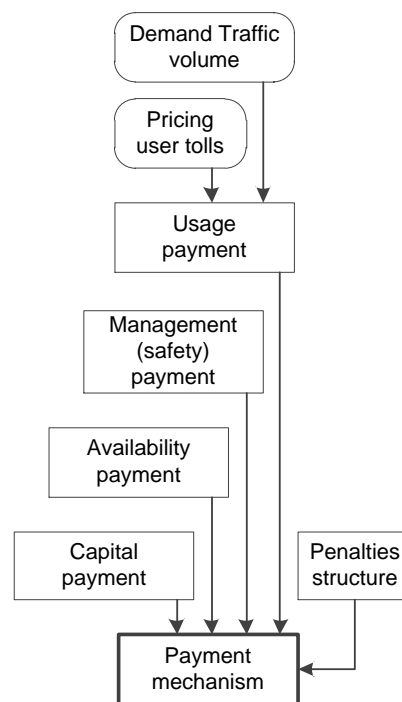 Demand Traffic
volume
Pricing
user tolls
Usage
payment
Management
(safety)
payment
Availability
payment
Capital
payment
Penalties
structure
Payment
mechanism